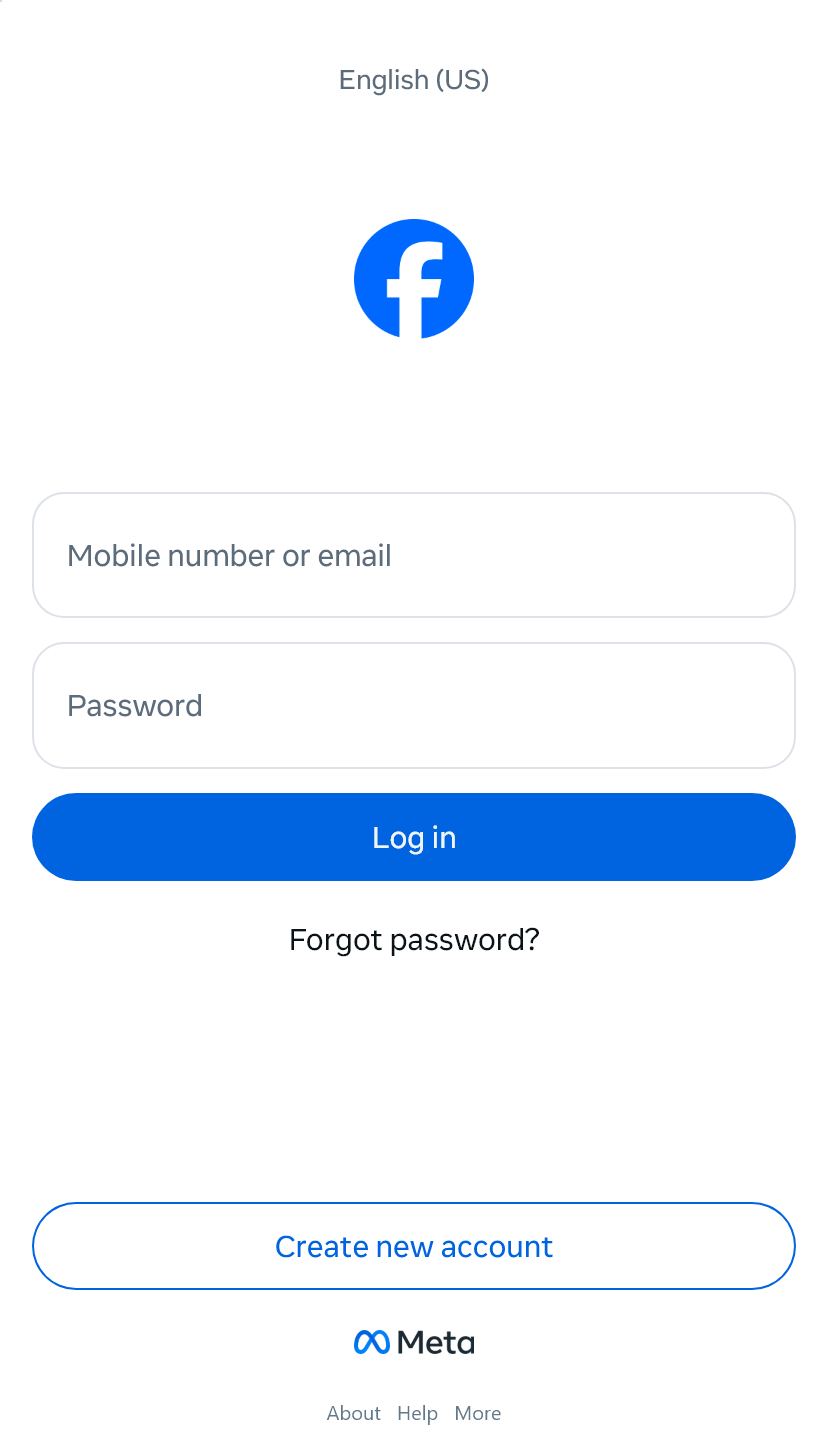 English (US)
Mobile number or email
Password
Log in
Forgot password?
Create new account
Meta
About Help More